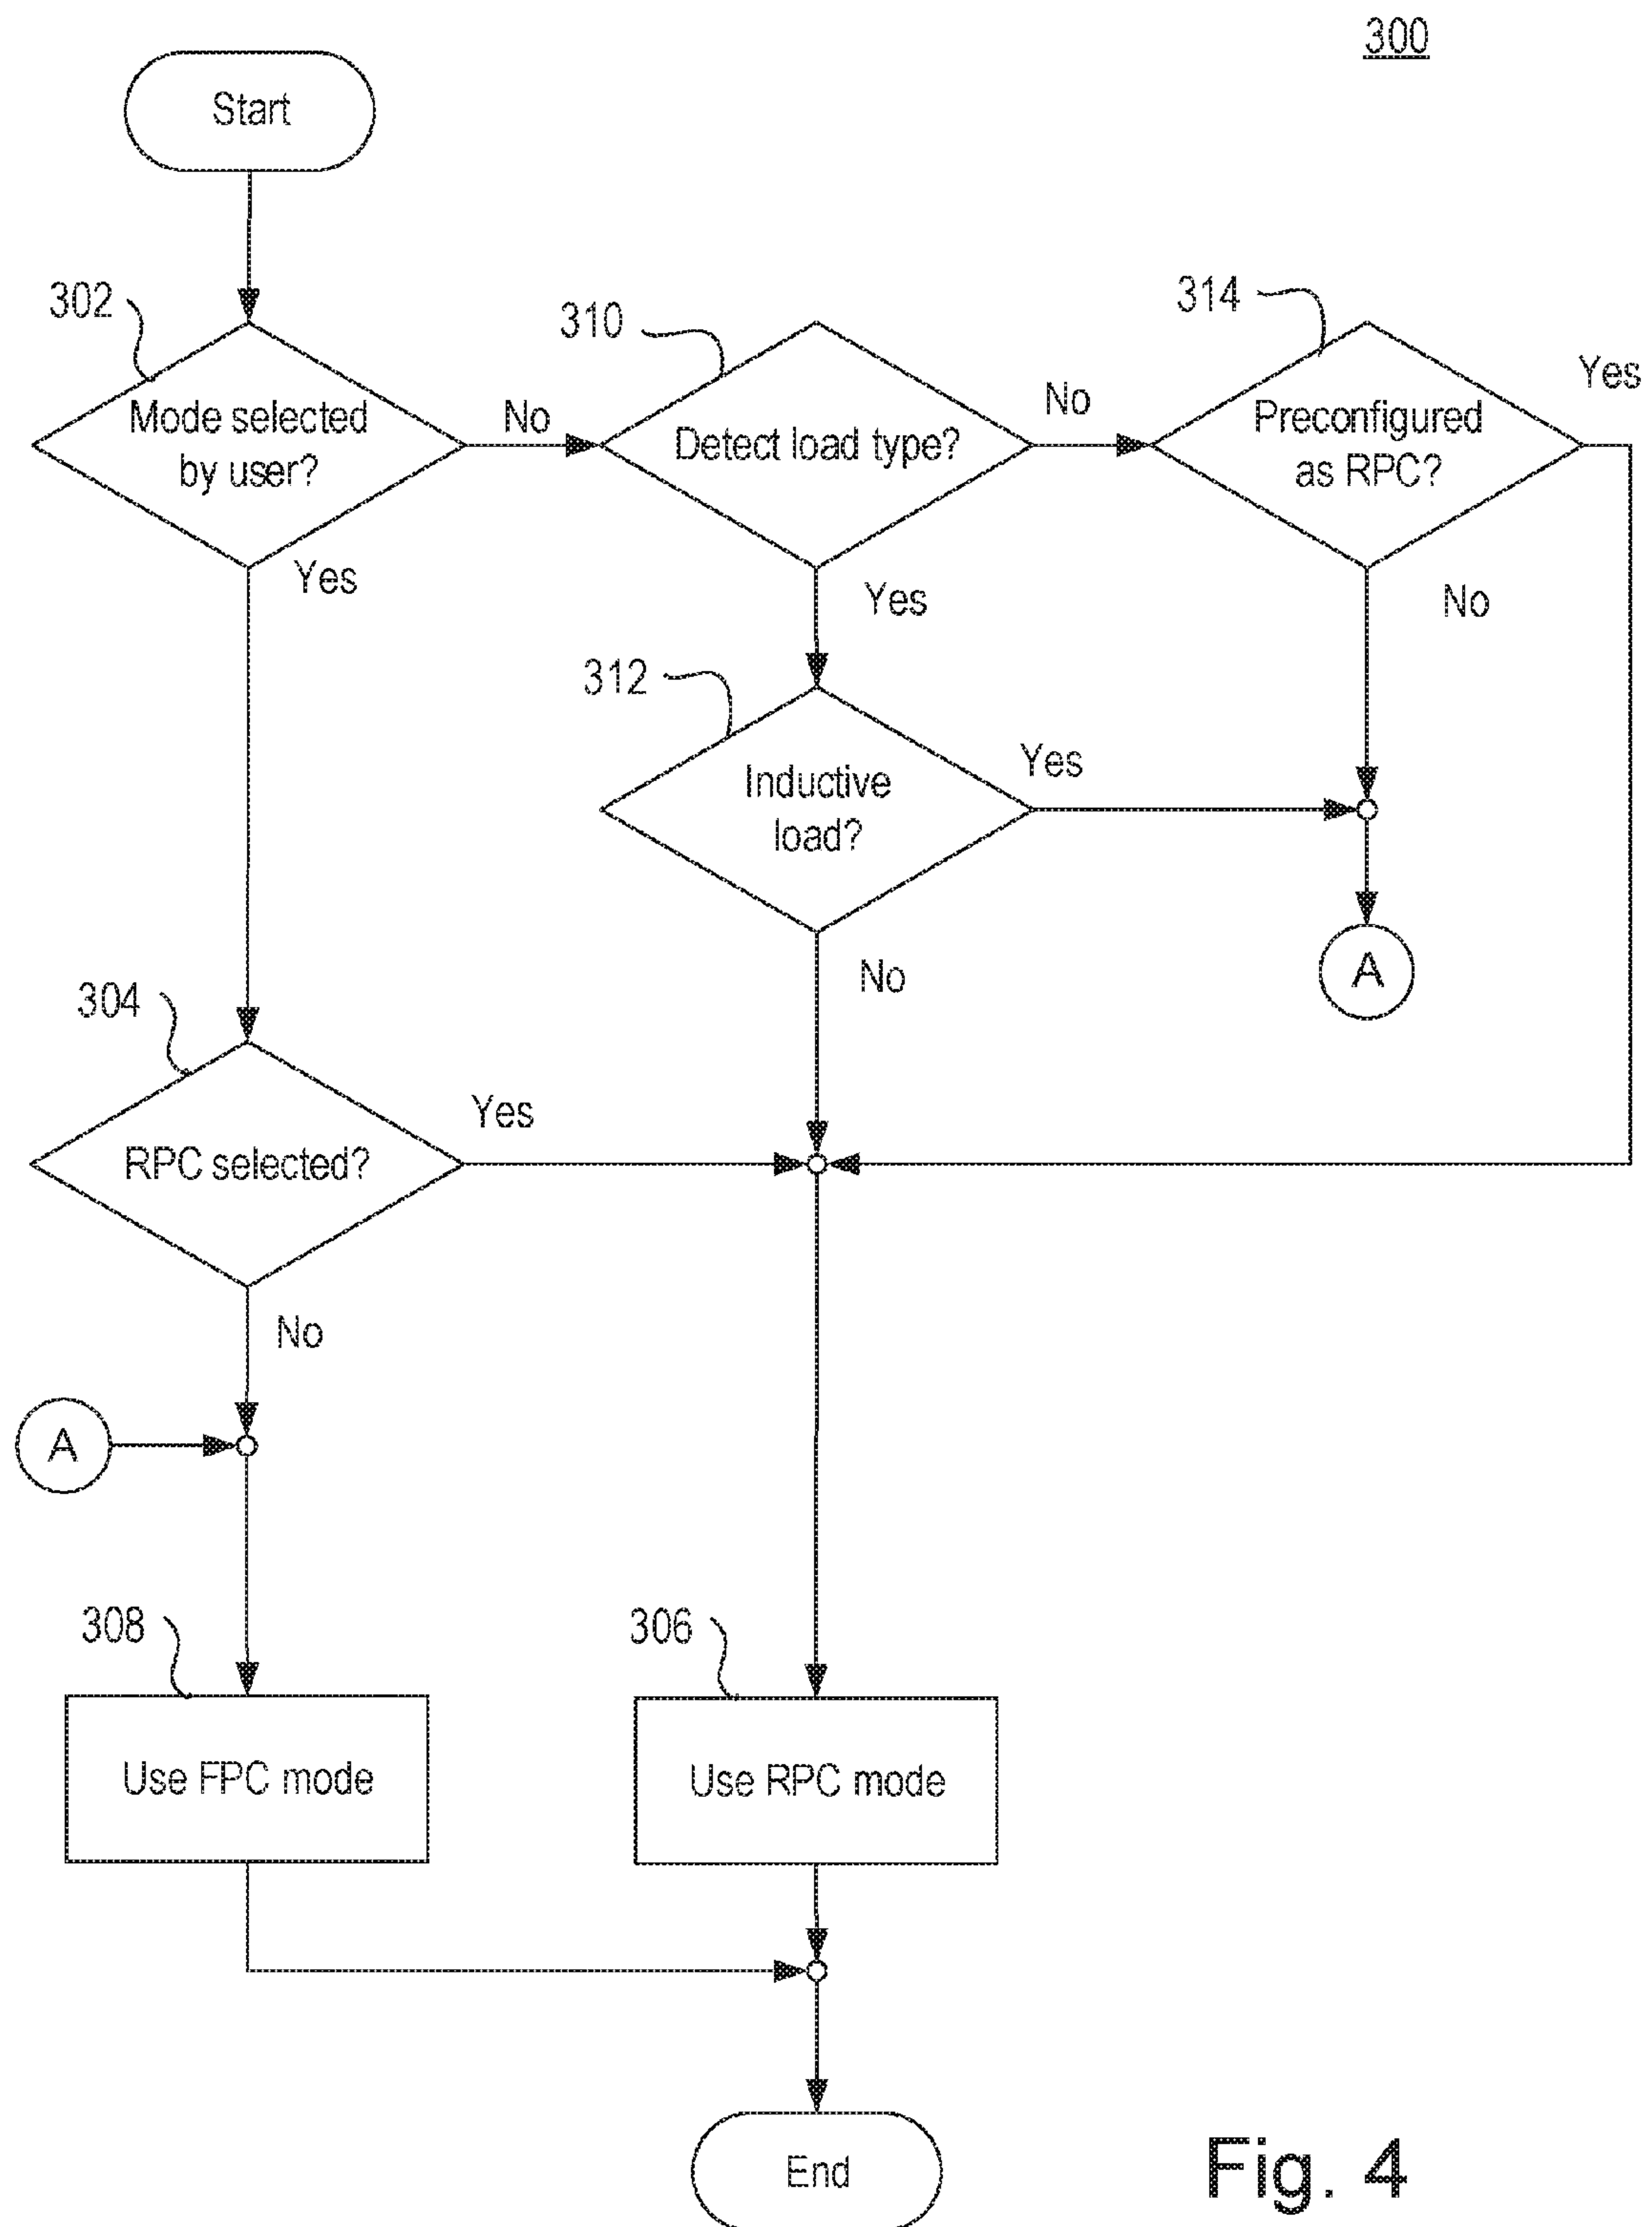 300
Start
302
310
314
Mode selected
by user?
No
Detect load type?
No
Preconfigured
as RPC?
Yes
Yes
Yes
No
312
Inductive
load?
Yes
A
No
304
RPC selected?
Yes
No
A
308
306
Use FPC mode
Use RPC mode
End
Fig. 4